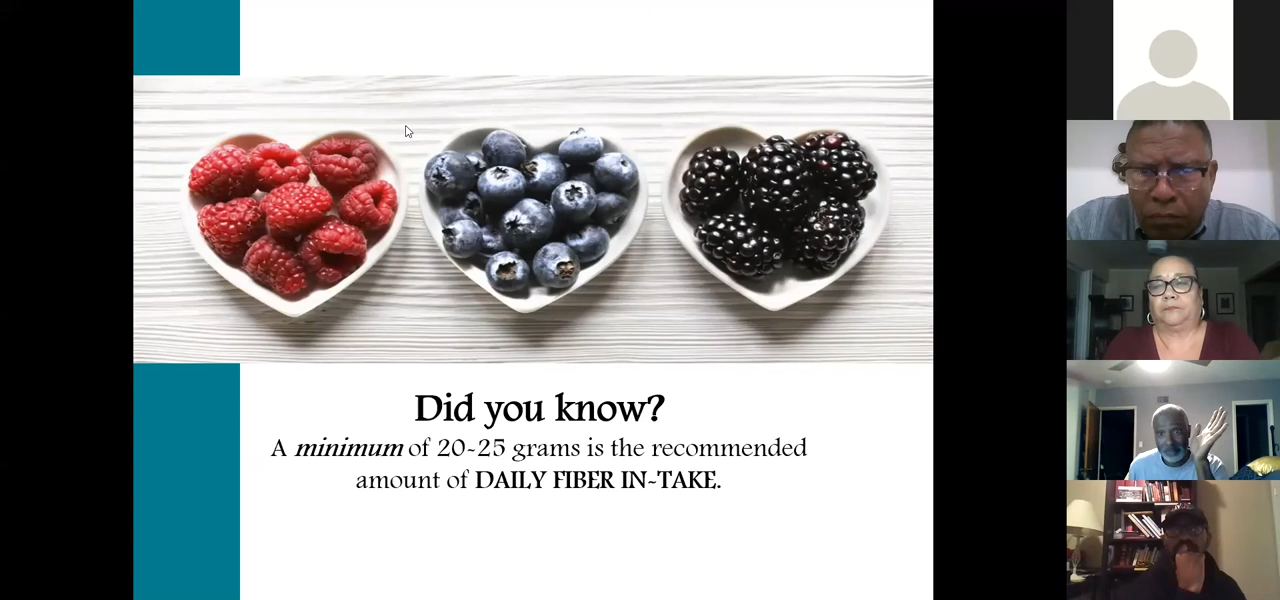 Did you know?
A minimum of 20-25 grams is the recommended
amount of DAILY FIBER IN-TAKE.